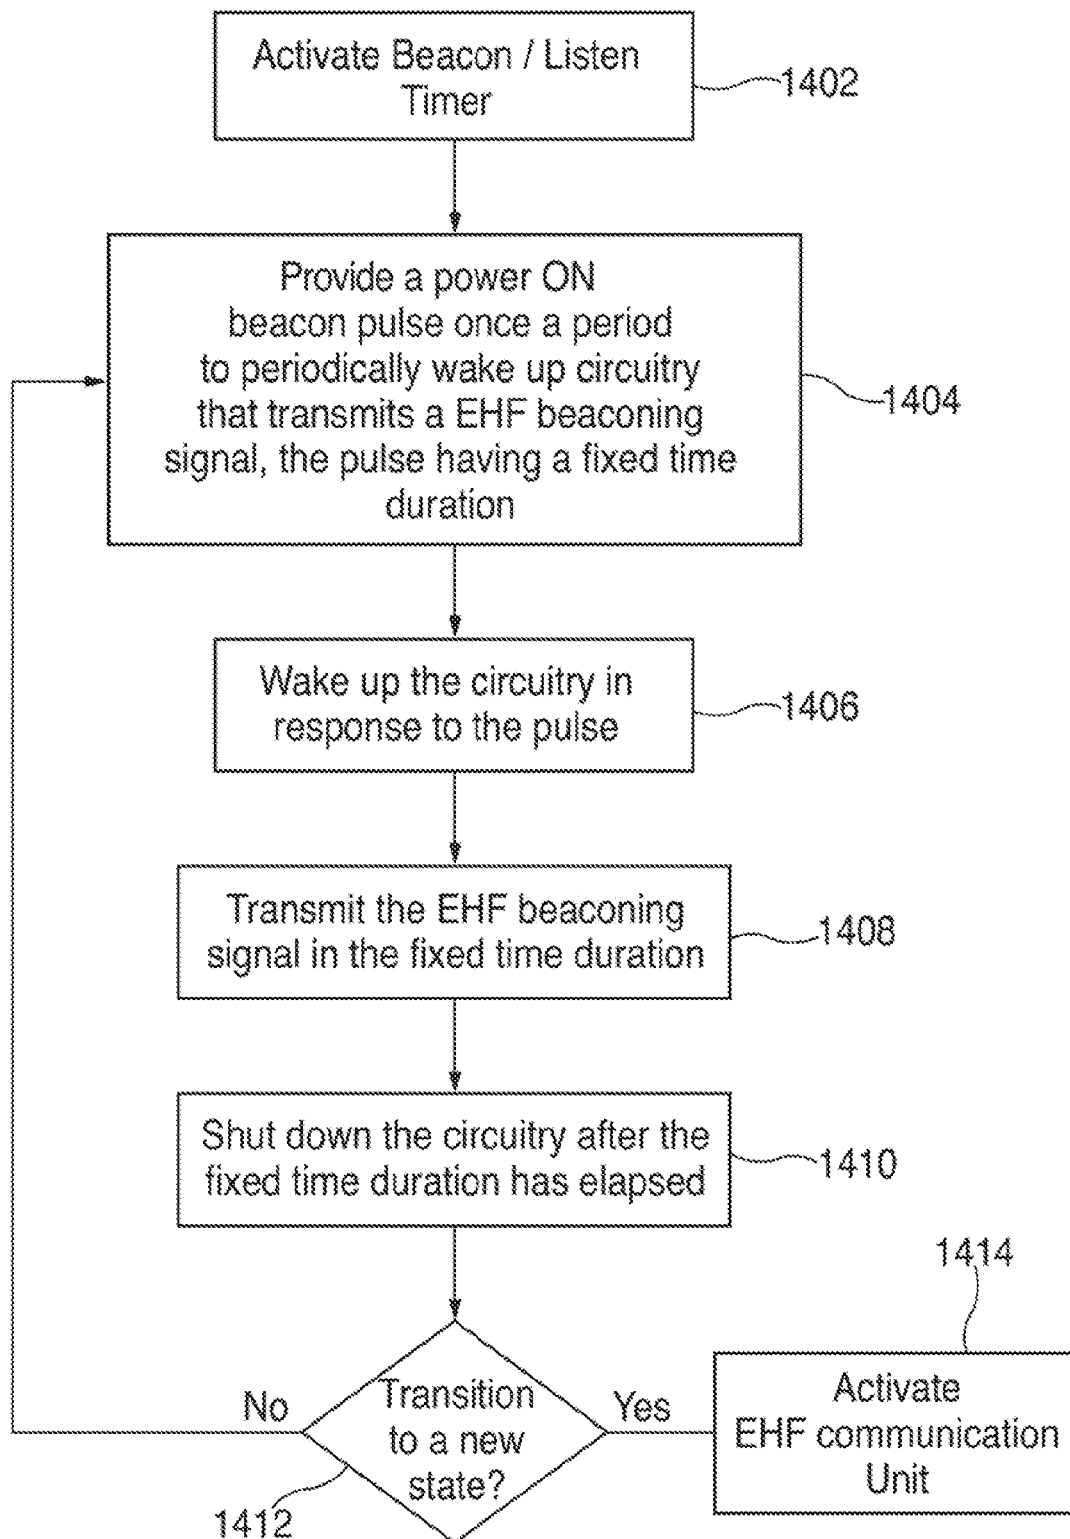 Activate Beacon / Listen
Timer
1402
Provide a power ON
beacon pulse once a period
to periodically wake up circuitry
that transmits a EHF beaconing
signal, the pulse having a fixed time
duration
1404
Wake up the circuitry in
response to the pulse
1406
Transmit the EHF beaconing
signal in the fixed time duration
1408
Shut down the circuitry after the
fixed time duration has elapsed
1410
1414
No
Transition
to a new
state?
Yes
Activate
EHF communication
Unit
1412